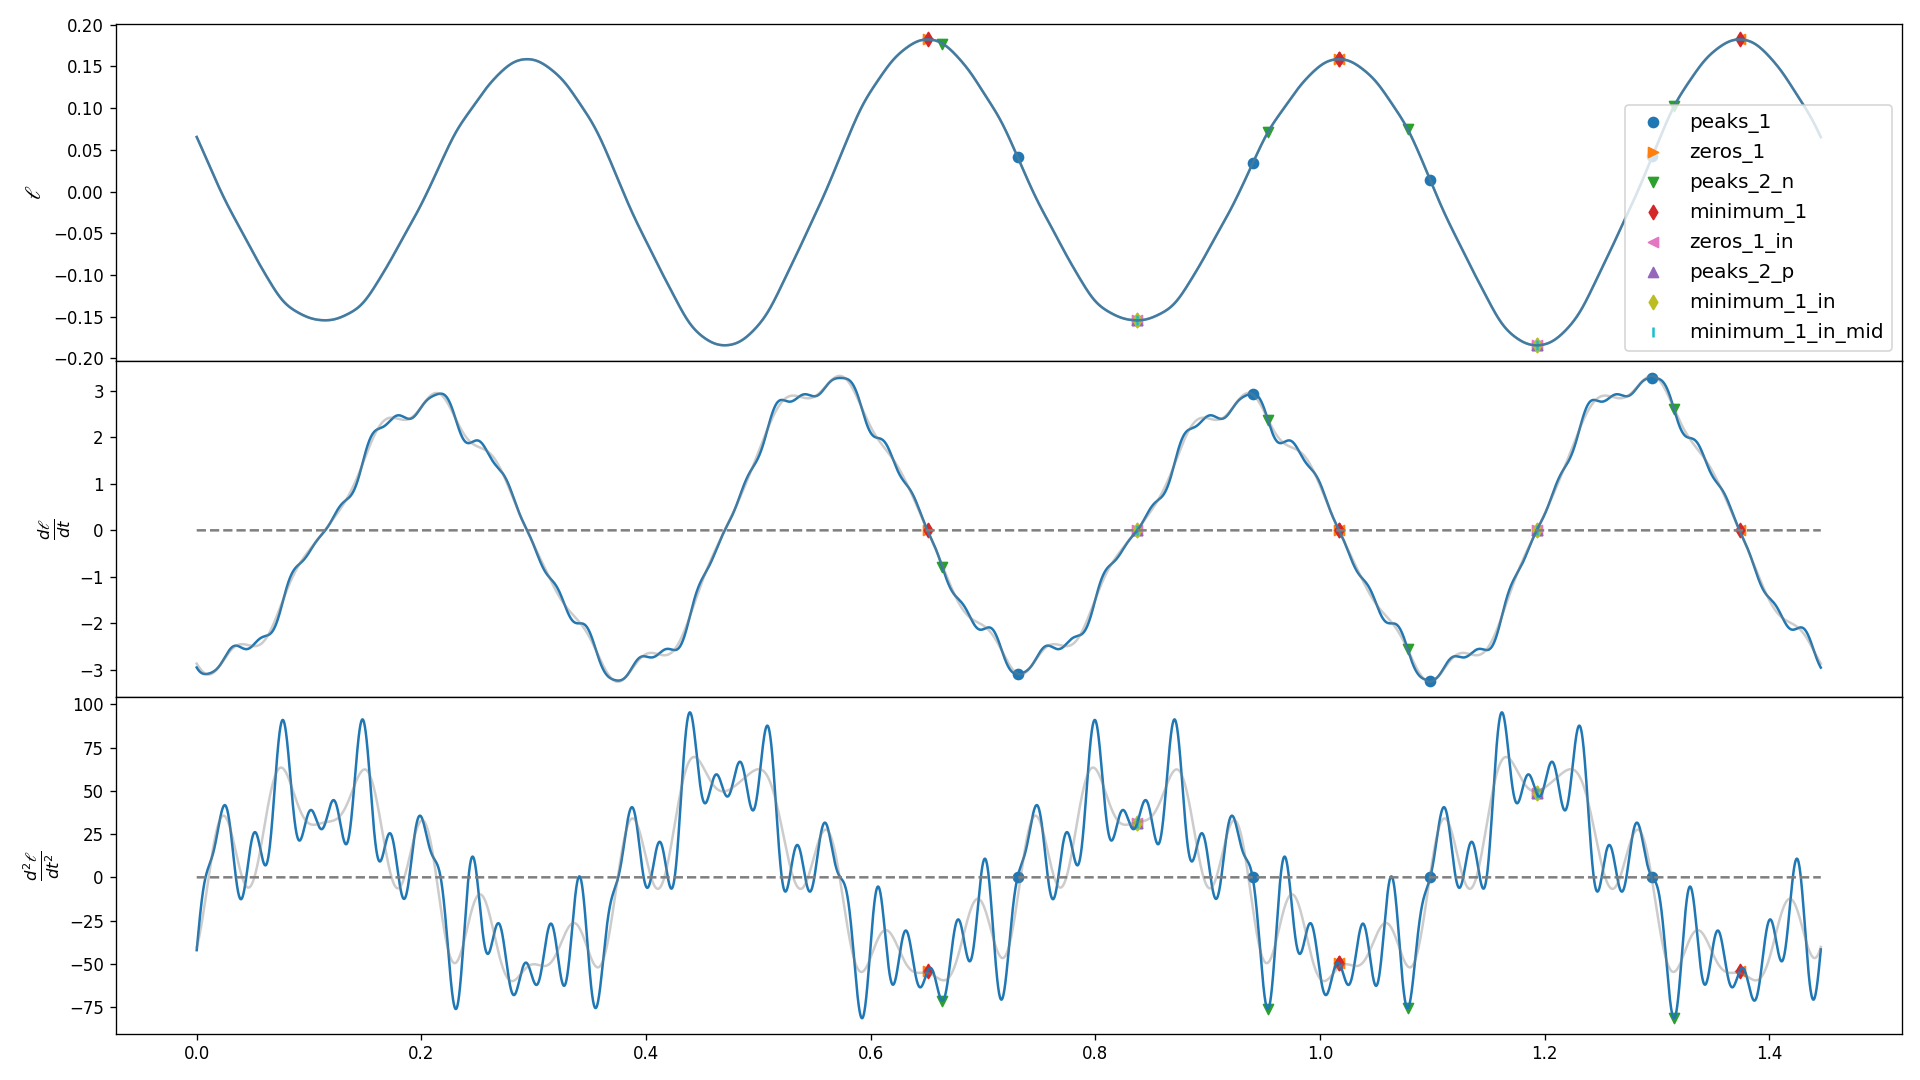 0.20
0.15
0.10
0.05
0.00
−0.05
−0.10
−0.15
−0.20
ℓ
peaks_1
zeros_1
peaks_2_n
minimum_1
zeros_1_in
peaks_2_p
minimum_1_in
minimum_1_in_mid
3
2
1
0
−1
−2
−3
dℓ
dt
100
75
50
25
0
−25
−50
−75
d²ℓ
dt²
0.0 0.2 0.4 0.6 0.8 1.0 1.2 1.4